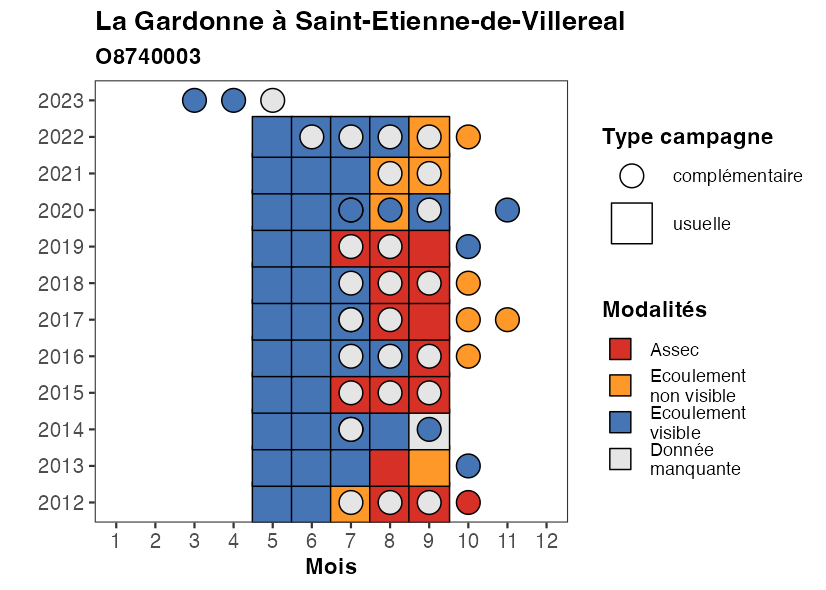 La Gardonne à Saint-Etienne-de-Villereal
O8740003
2023
2022
2021
2020
2019
2018
2017
2016
2015
2014
2013
2012
1 2 3 4 5 6 7 8 9 10 11 12
Mois
Type campagne
complémentaire
usuelle
Modalités
Assec
Ecoulement
non visible
Ecoulement
visible
Donnée
manquante